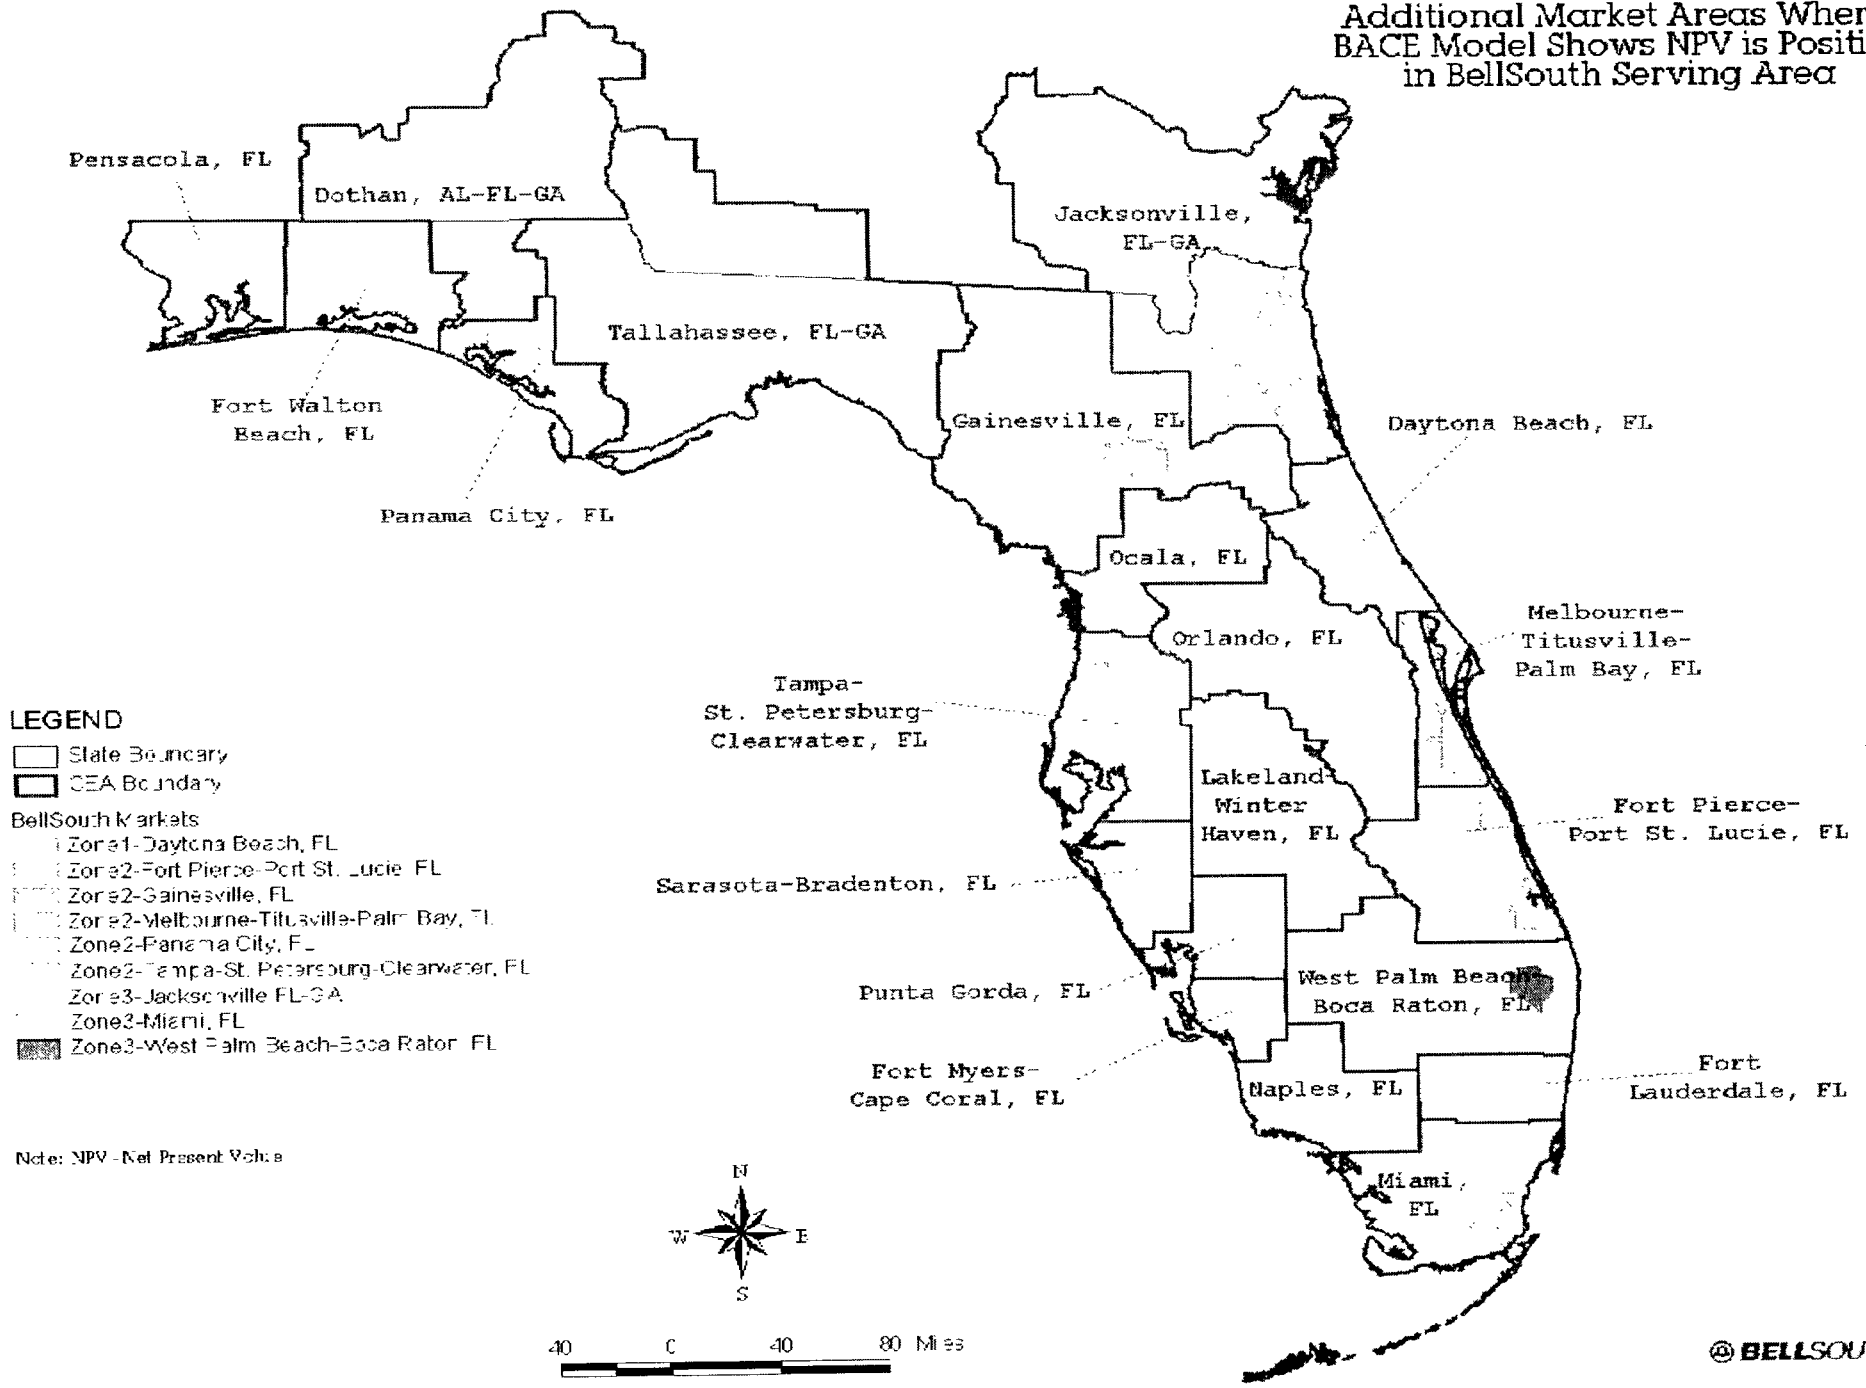 Additional Market Areas Wher
BACE Model Shows NPV is Positi
in BellSouth Serving Area
Pensacola, FL
Dothan, AL-FL-GA
Jacksonville,
FL-GA
Tallahassee, FL-GA
Fort Walton
Beach, FL
Gainesville, FL
Daytona Beach, FL
Panama City, FL
Ocala, FL
Melbourne-
Titusville-
Palm Bay, FL
Orlando, FL
Tampa-
St. Petersburg-
Clearwater, FL
Lakeland-
Winter
Haven, FL
Fort Pierce-
Port St. Lucie, FL
Sarasota-Bradenton, FL
Punta Gorda, FL
West Palm Beach-
Boca Raton, FL
Fort Myers-
Cape Coral, FL
Naples, FL
Fort
Lauderdale, FL
Miami,
FL
LEGEND
State Boundary
CEA Boundary
BellSouth Markets
Zone1-Daytona Beach, FL
Zone2-Fort Pierce-Port St. Lucie FL
Zone2-Gainesville, FL
Zone2-Melbourne-Titusville-Palm Bay, FL
Zone2-Panama City, FL
Zone2-Tampa-St. Petersburg-Clearwater, FL
Zone3-Jacksonville FL-GA
Zone3-Miami, FL
Zone3-West Palm Beach-Boca Raton FL
Note: NPV - Net Present Value
N
W E
S
40 0 40 80 Miles
BELLSOU